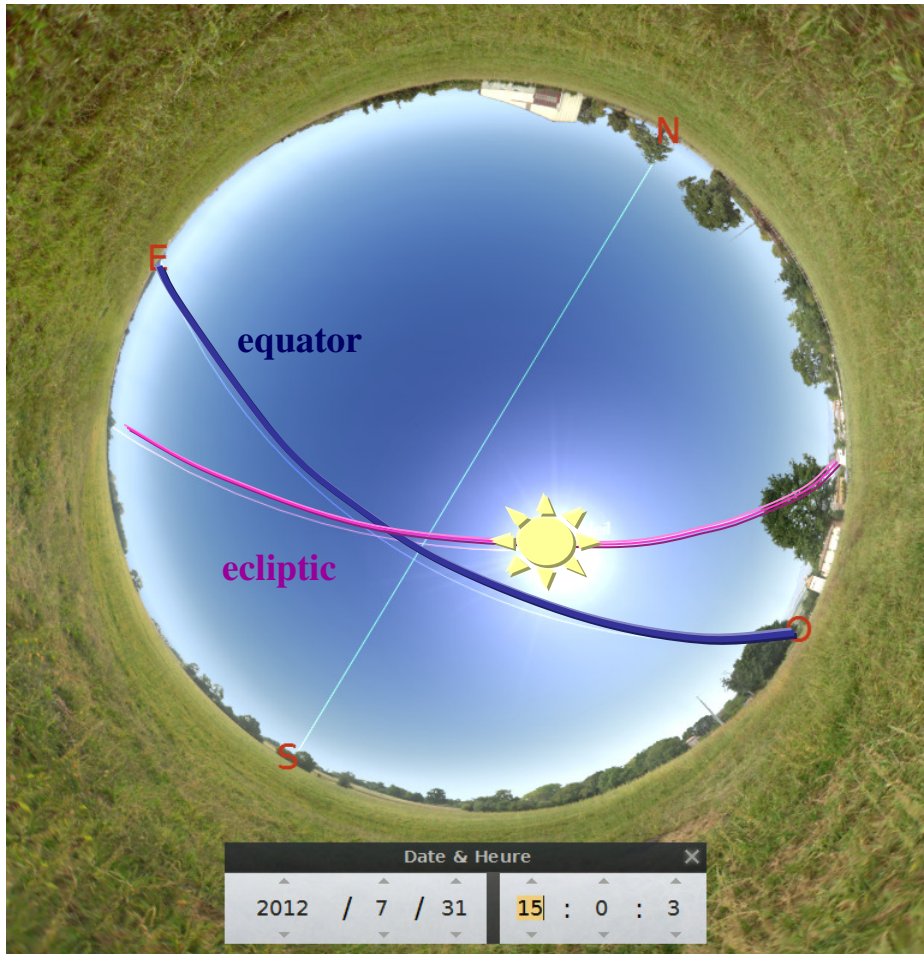 N
E
equator
ecliptic
O
S
Date & Heure
2012 / 7 / 31 15 : 0 : 3